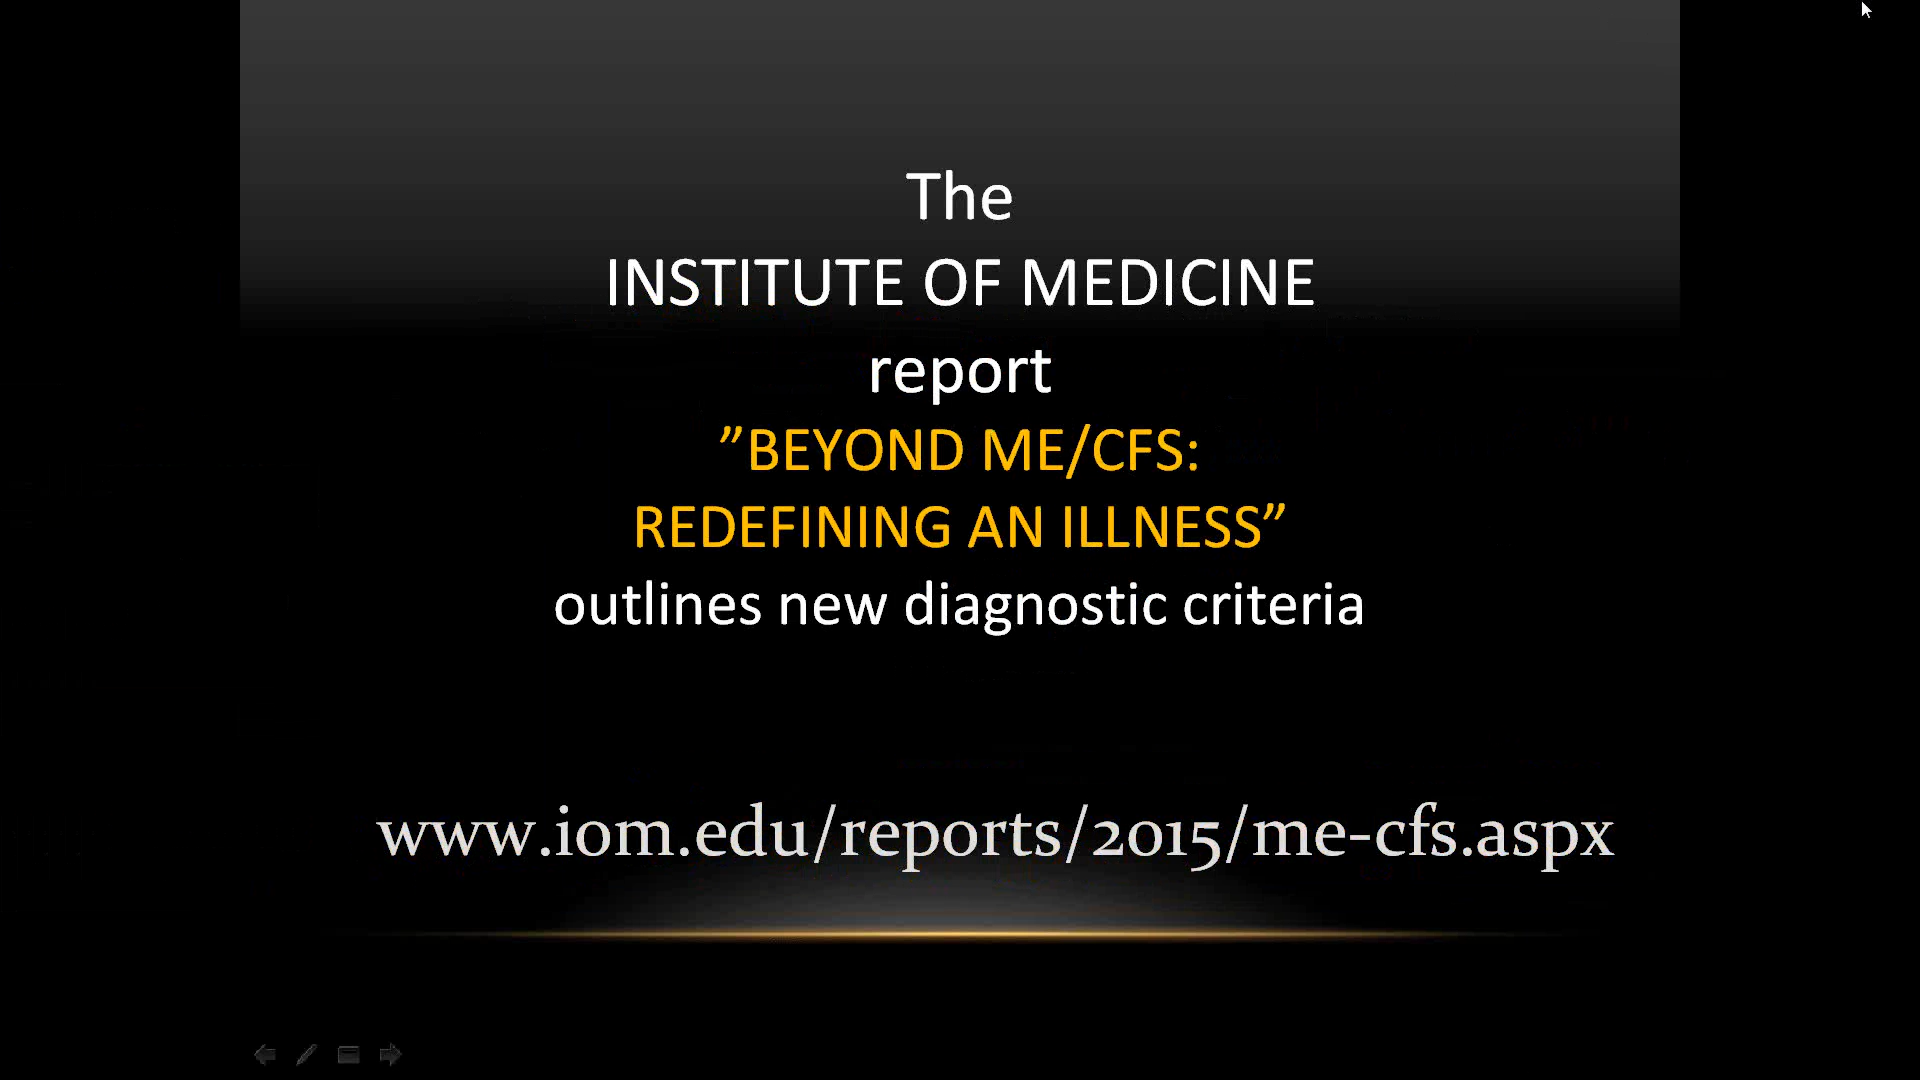 The
INSTITUTE OF MEDICINE
report
”BEYOND ME/CFS:
REDEFINING AN ILLNESS”
outlines new diagnostic criteria
www.iom.edu/reports/2015/me-cfs.aspx